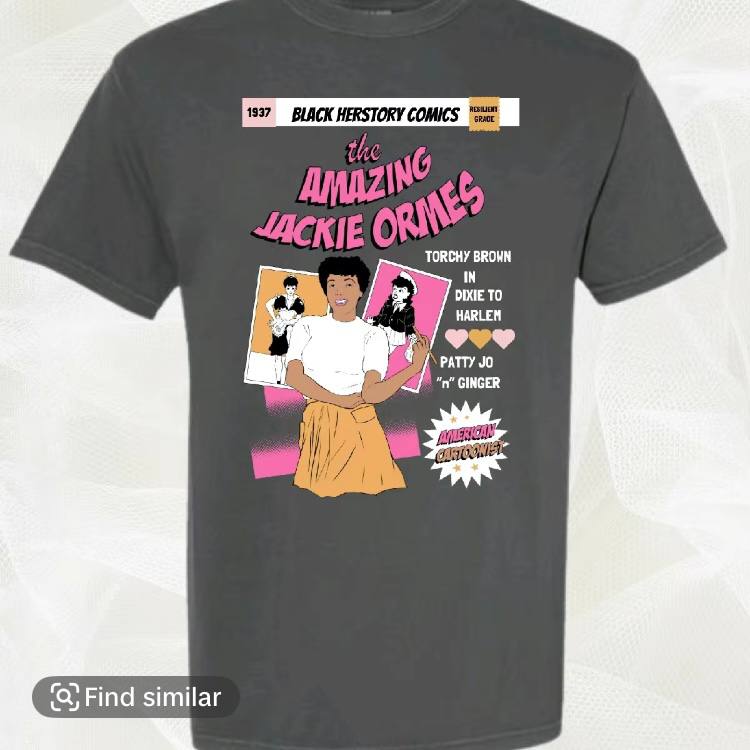 1937
BLACK HERSTORY COMICS
RESILIENT
GRADE
the
AMAZING
JACKIE ORMES
TORCHY BROWN
IN
DIXIE TO
HARLEM
PATTY JO
"n" GINGER
AMERICAN
CARTOONIST
Find similar